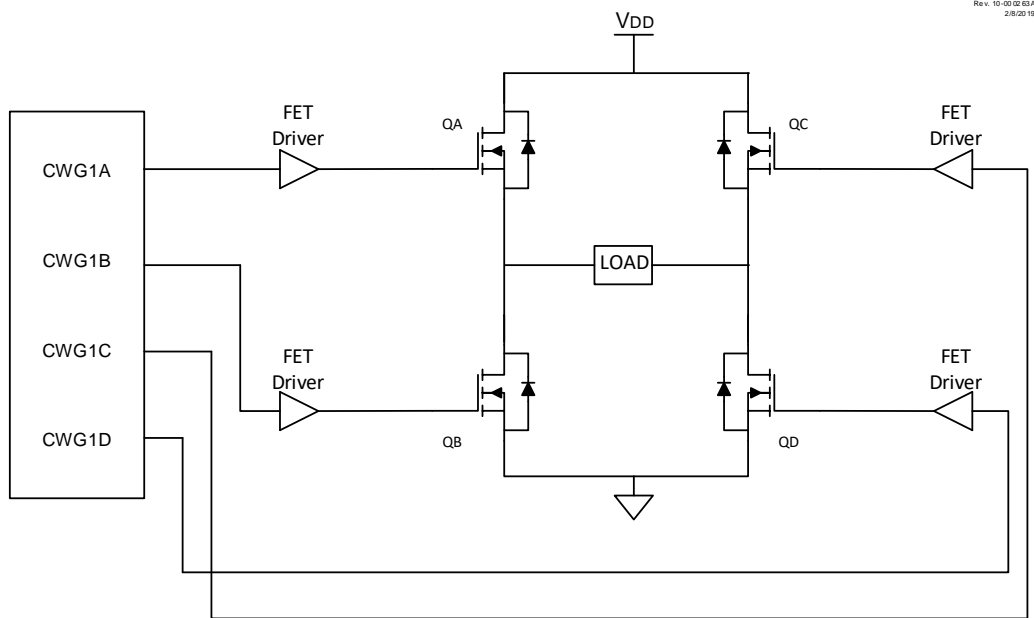 Rev. 10-000263A
2/8/2019
VDD
FET
Driver
QA
QC
FET
Driver
CWG1A
CWG1B
LOAD
CWG1C
FET
Driver
FET
Driver
CWG1D
QB
QD